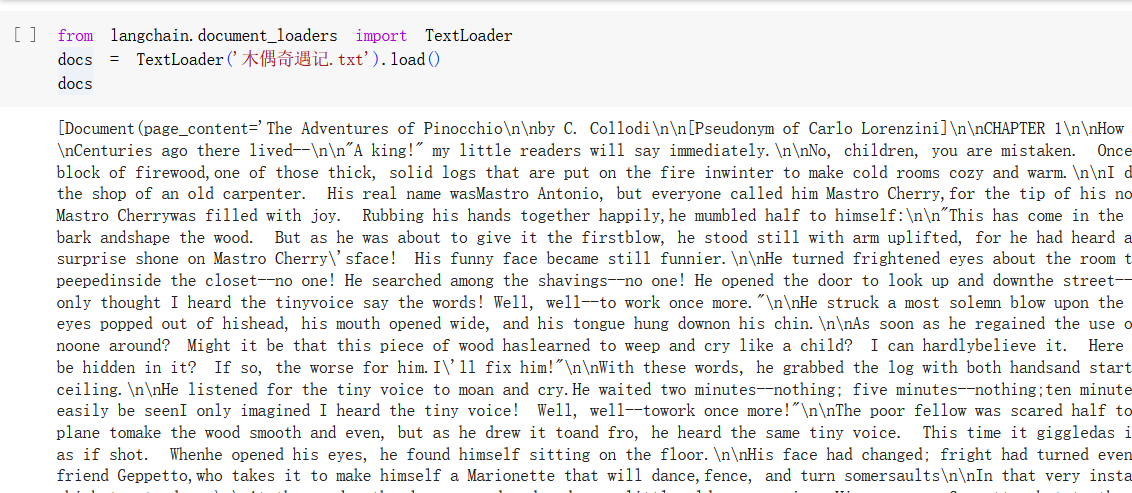 [ ] from langchain.document_loaders import TextLoader
docs = TextLoader('木偶奇遇记.txt').load()
docs
[Document(page_content='The Adventures of Pinocchio\n\nby C. Collodi\n\n[Pseudonym of Carlo Lorenzini]\n\nCHAPTER 1\n\nHow
\nCenturies ago there lived--\n\n"A king!" my little readers will say immediately.\n\nNo, children, you are mistaken.  Once
block of firewood,one of those thick, solid logs that are put on the fire inwinter to make cold rooms cozy and warm.\n\nI d
the shop of an old carpenter.  His real name wasMastro Antonio, but everyone called him Mastro Cherry,for the tip of his no
Mastro Cherrywas filled with joy.  Rubbing his hands together happily,he mumbled half to himself:\n\n"This has come in the
bark andshape the wood.  But as he was about to give it the firstblow, he stood still with arm uplifted, for he had heard a
surprise shone on Mastro Cherry\'sface!  His funny face became still funnier.\n\nHe turned frightened eyes about the room t
peepedinside the closet--no one! He searched among the shavings--no one! He opened the door to look up and downthe street--
only thought I heard the tinyvoice say the words! Well, well--to work once more."\n\nHe struck a most solemn blow upon the
eyes popped out of hishead, his mouth opened wide, and his tongue hung downon his chin.\n\nAs soon as he regained the use o
noone around?  Might it be that this piece of wood haslearned to weep and cry like a child?  I can hardlybelieve it.  Here
be hidden in it?  If so, the worse for him.I\'ll fix him!"\n\nWith these words, he grabbed the log with both handsand start
ceiling.\n\nHe listened for the tiny voice to moan and cry.He waited two minutes--nothing; five minutes--nothing;ten minute
easily be seenI only imagined I heard the tiny voice!  Well, well--towork once more!"\n\nThe poor fellow was scared half to
plane tomake the wood smooth and even, but as he drew it toand fro, he heard the same tiny voice.  This time it giggledas i
as if shot.  Whenhe opened his eyes, he found himself sitting on the floor.\n\nHis face had changed; fright had turned even
friend Geppetto,who takes it to make himself a Marionette that will dance,fence, and turn somersaults\n\nIn that very insta